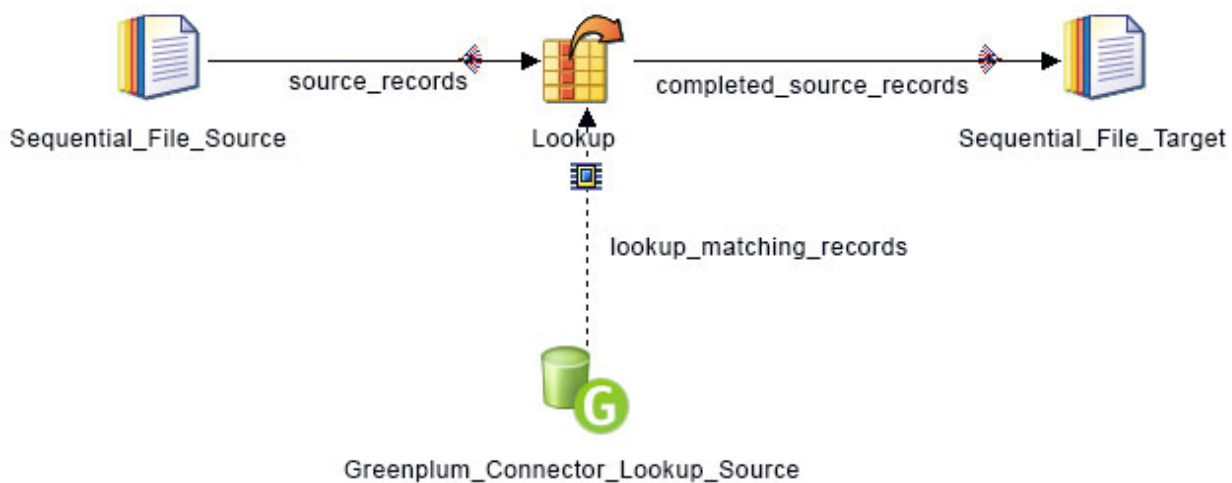 source_records
completed_source_records
Sequential_File_Source
Lookup
Sequential_File_Target
lookup_matching_records
G
Greenplum_Connector_Lookup_Source